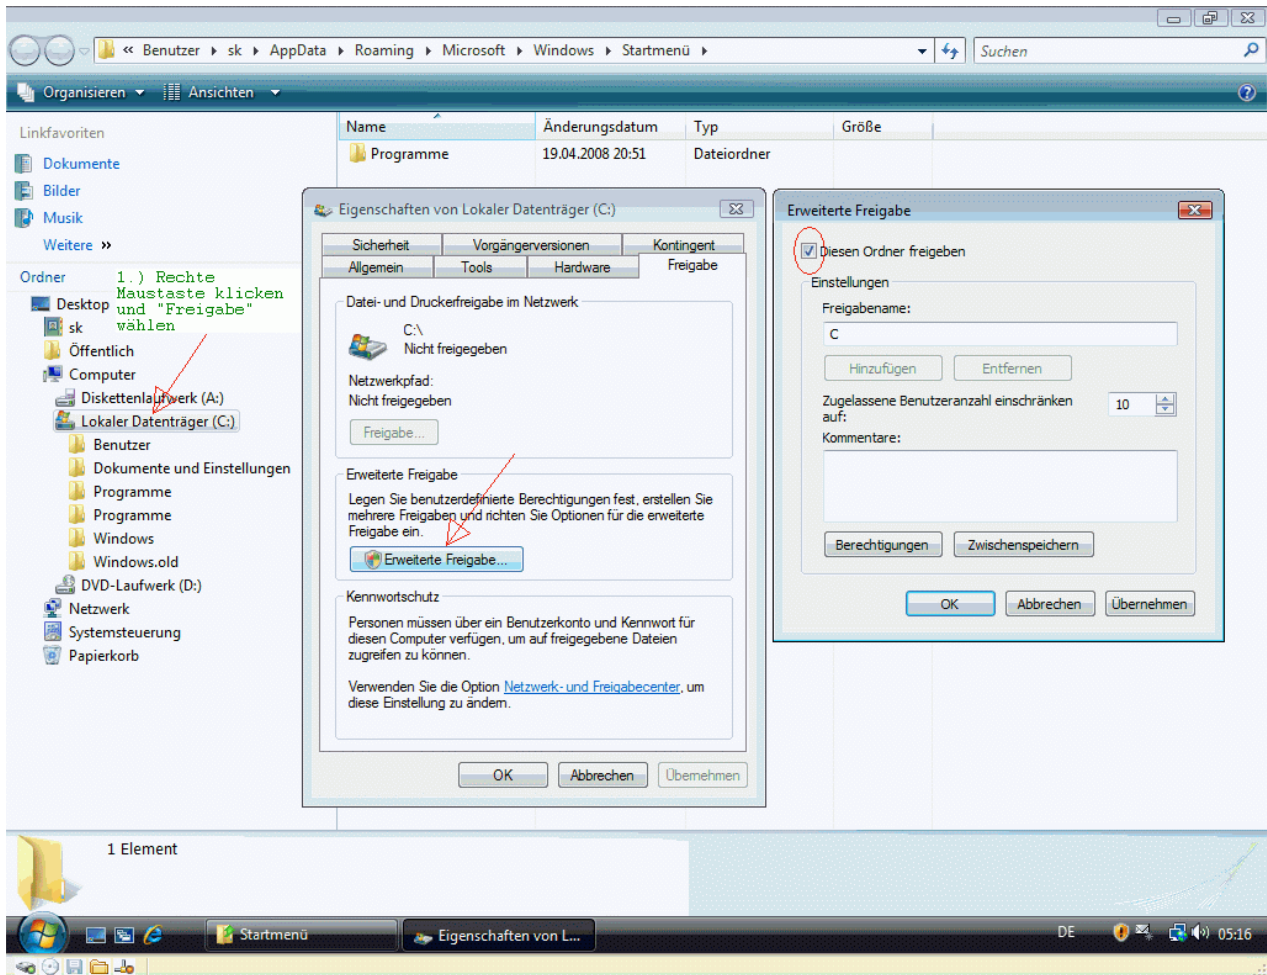 « Benutzer ▸ sk ▸ AppData ▸ Roaming ▸ Microsoft ▸ Windows ▸ Startmenü ▸
Suchen
Organisieren
Ansichten
Linkfavoriten
Dokumente
Bilder
Musik
Weitere »
Ordner
1.) Rechte
Maustaste klicken
und "Freigabe"
wählen
Desktop
sk
Öffentlich
Computer
Diskettenlaufwerk (A:)
Lokaler Datenträger (C:)
Benutzer
Dokumente und Einstellungen
Programme
Programme
Windows
Windows.old
DVD-Laufwerk (D:)
Netzwerk
Systemsteuerung
Papierkorb
Name Änderungsdatum Typ Größe
Programme 19.04.2008 20:51 Dateiordner
Eigenschaften von Lokaler Datenträger (C:)
Sicherheit Vorgängerversionen Kontingent
Allgemein Tools Hardware Freigabe
Datei- und Druckerfreigabe im Netzwerk
C:\
Nicht freigegeben
Netzwerkpfad:
Nicht freigegeben
Freigabe...
Erweiterte Freigabe
Legen Sie benutzerdefinierte Berechtigungen fest, erstellen Sie
mehrere Freigaben und richten Sie Optionen für die erweiterte
Freigabe ein.
Erweiterte Freigabe...
Kennwortschutz
Personen müssen über ein Benutzerkonto und Kennwort für
diesen Computer verfügen, um auf freigegebene Dateien
zugreifen zu können.
Verwenden Sie die Option Netzwerk- und Freigabecenter, um
diese Einstellung zu ändern.
OK Abbrechen Übernehmen
Erweiterte Freigabe
Diesen Ordner freigeben
Einstellungen
Freigabename:
C
Hinzufügen Entfernen
Zugelassene Benutzeranzahl einschränken
auf:
10
Kommentare:
Berechtigungen Zwischenspeichern
OK Abbrechen Übernehmen
1 Element
Startmenü
Eigenschaften von L...
DE
05:16